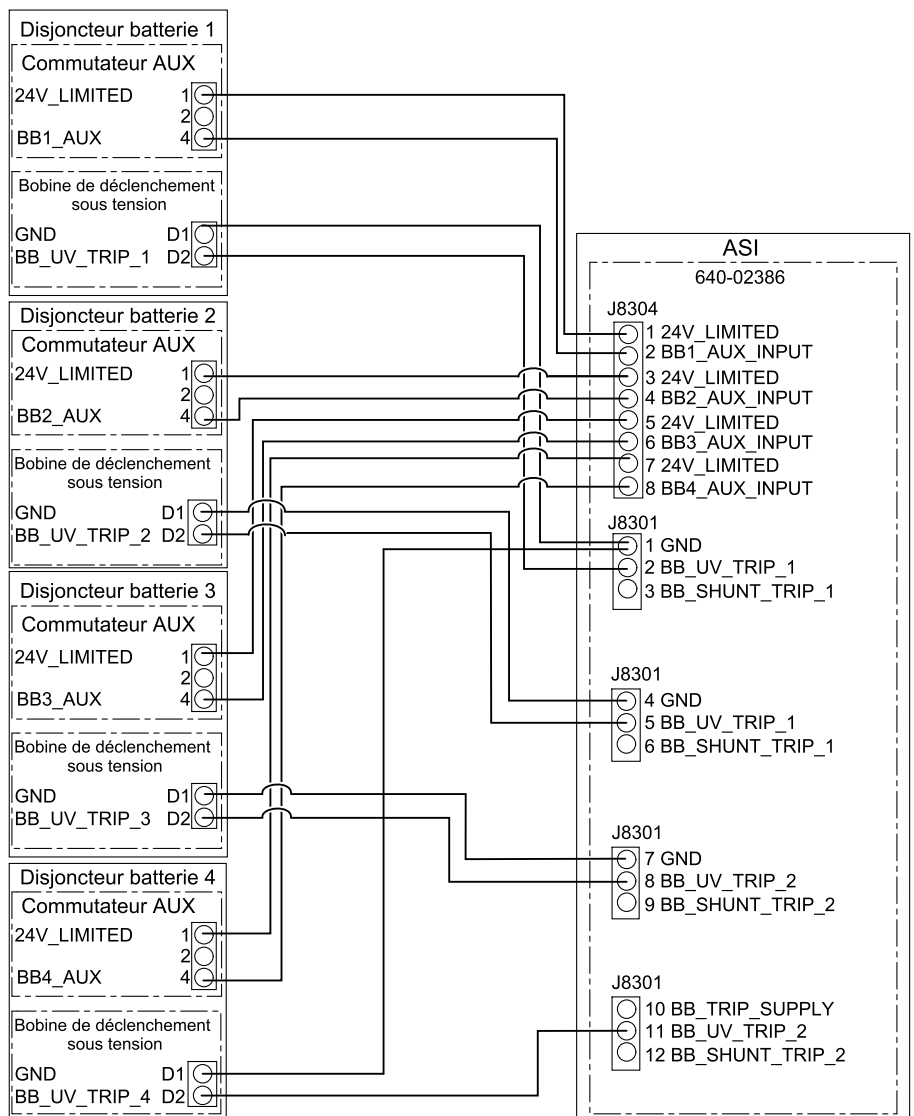 Disjoncteur batterie 1
Commutateur AUX
24V_LIMITED 1
2
BB1_AUX 4
Bobine de déclenchement
sous tension
GND D1
BB_UV_TRIP_1 D2
Disjoncteur batterie 2
Commutateur AUX
24V_LIMITED 1
2
BB2_AUX 4
Bobine de déclenchement
sous tension
GND D1
BB_UV_TRIP_2 D2
Disjoncteur batterie 3
Commutateur AUX
24V_LIMITED 1
2
BB3_AUX 4
Bobine de déclenchement
sous tension
GND D1
BB_UV_TRIP_3 D2
Disjoncteur batterie 4
Commutateur AUX
24V_LIMITED 1
2
BB4_AUX 4
Bobine de déclenchement
sous tension
GND D1
BB_UV_TRIP_4 D2
ASI
640-02386
J8304
1 24V_LIMITED
2 BB1_AUX_INPUT
3 24V_LIMITED
4 BB2_AUX_INPUT
5 24V_LIMITED
6 BB3_AUX_INPUT
7 24V_LIMITED
8 BB4_AUX_INPUT
J8301
1 GND
2 BB_UV_TRIP_1
3 BB_SHUNT_TRIP_1
J8301
4 GND
5 BB_UV_TRIP_1
6 BB_SHUNT_TRIP_1
J8301
7 GND
8 BB_UV_TRIP_2
9 BB_SHUNT_TRIP_2
J8301
10 BB_TRIP_SUPPLY
11 BB_UV_TRIP_2
12 BB_SHUNT_TRIP_2